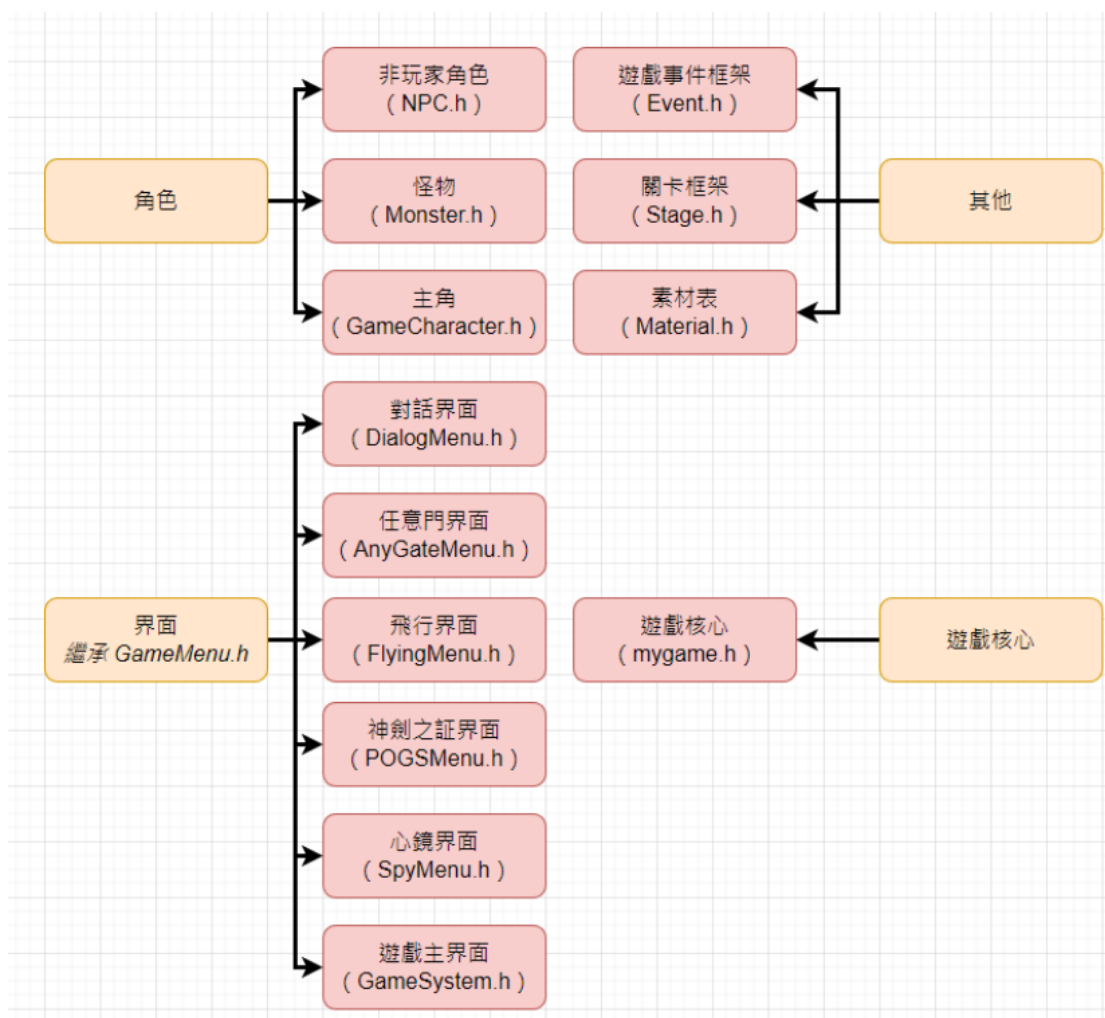 角色
非玩家角色
( NPC.h )
怪物
( Monster.h )
主角
( GameCharacter.h )
遊戲事件框架
( Event.h )
關卡框架
( Stage.h )
素材表
( Material.h )
其他
界面
繼承 GameMenu.h
對話界面
( DialogMenu.h )
任意門界面
( AnyGateMenu.h )
飛行界面
( FlyingMenu.h )
神劍之証界面
( POGSMenu.h )
心鏡界面
( SpyMenu.h )
遊戲主界面
( GameSystem.h )
遊戲核心
( mygame.h )
遊戲核心